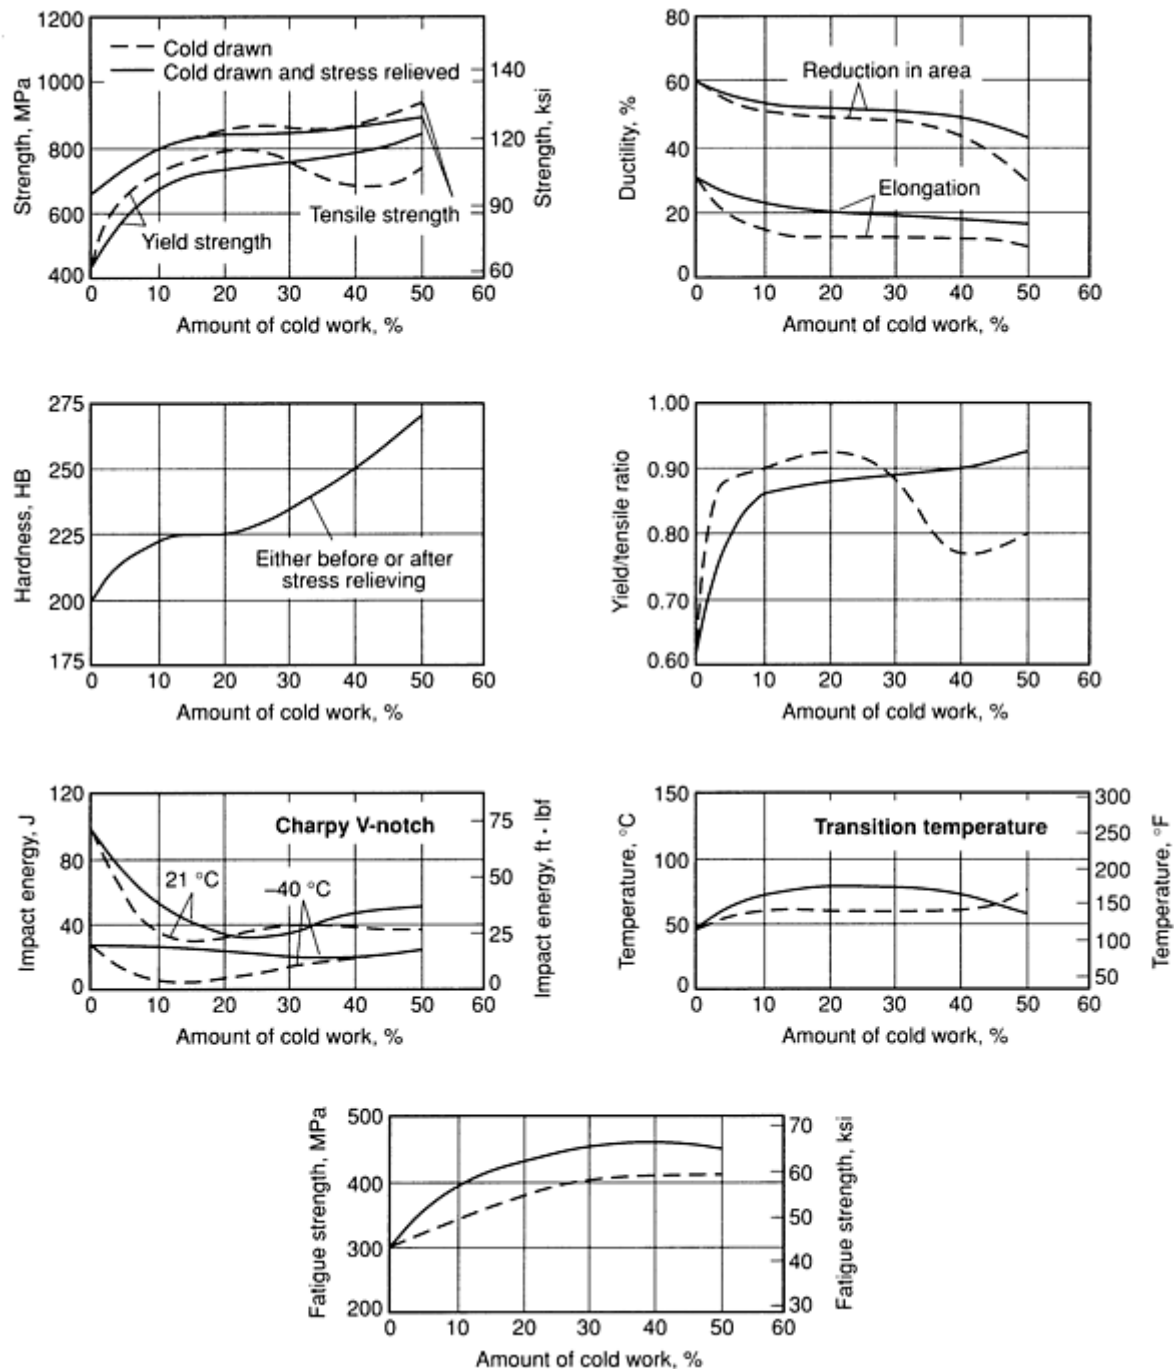 1200
1000
800
600
400
Strength, MPa
Cold drawn
Cold drawn and stress relieved
Tensile strength
Yield strength
140
120
90
60
Strength, ksi
0 10 20 30 40 50 60
Amount of cold work, %
80
60
40
20
0
Ductility, %
Reduction in area
Elongation
0 10 20 30 40 50 60
Amount of cold work, %
275
250
225
200
175
Hardness, HB
Either before or after
stress relieving
0 10 20 30 40 50 60
Amount of cold work, %
1.00
0.90
0.80
0.70
0.60
Yield/tensile ratio
0 10 20 30 40 50 60
Amount of cold work, %
120
80
40
0
Impact energy, J
Charpy V-notch
21 °C
–40 °C
75
50
25
0
Impact energy, ft · lbf
0 10 20 30 40 50 60
Amount of cold work, %
150
100
50
0
Temperature, °C
Transition temperature
300
250
200
150
100
50
Temperature, °F
0 10 20 30 40 50 60
Amount of cold work, %
500
400
300
200
Fatigue strength, MPa
70
60
50
40
30
Fatigue strength, ksi
0 10 20 30 40 50 60
Amount of cold work, %